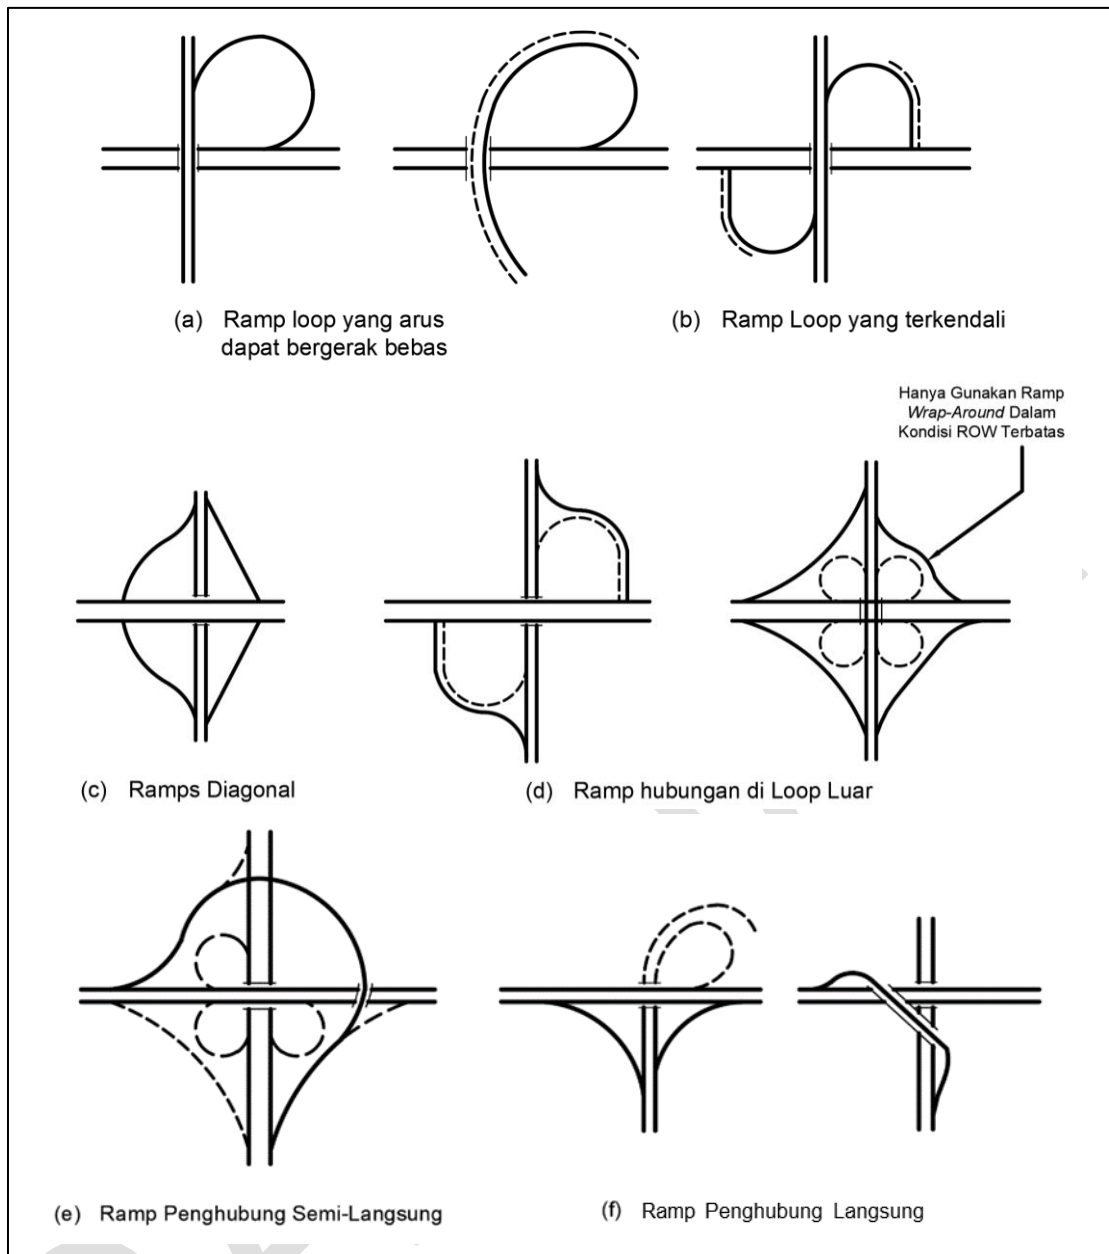 (a) Ramp loop yang arus
dapat bergerak bebas
(b) Ramp Loop yang terkendali
Hanya Gunakan Ramp
Wrap-Around Dalam
Kondisi ROW Terbatas
(c) Ramps Diagonal
(d) Ramp hubungan di Loop Luar
(e) Ramp Penghubung Semi-Langsung
(f) Ramp Penghubung Langsung